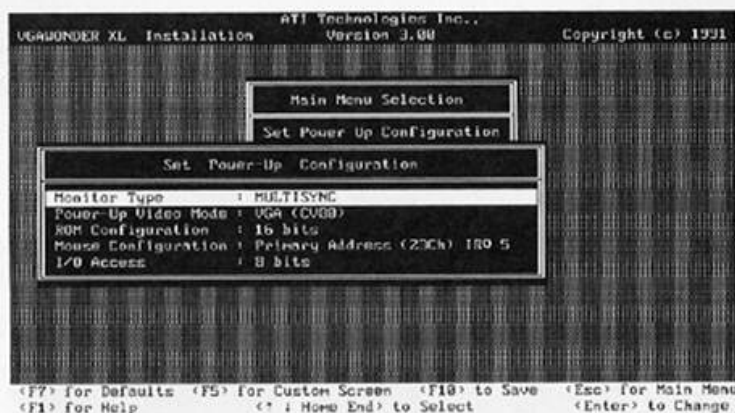 ATI Technologies Inc..
VGAWONDER XL Installation Version 3.00 Copyright (c) 1991
Main Menu Selection
Set Power Up Configuration
Set Power-Up Configuration
Monitor Type : MULTISYNC
Power-Up Video Mode : VGA (CV80)
ROM Configuration : 16 bits
Mouse Configuration : Primary Address (23Ch) IRQ 5
I/O Access : 8 bits
<F7> for Defaults <F5> for Custom Screen <F10> to Save <Esc> for Main Menu
<F1> for Help <↑ ↓ Home End> to Select <Enter> to Change